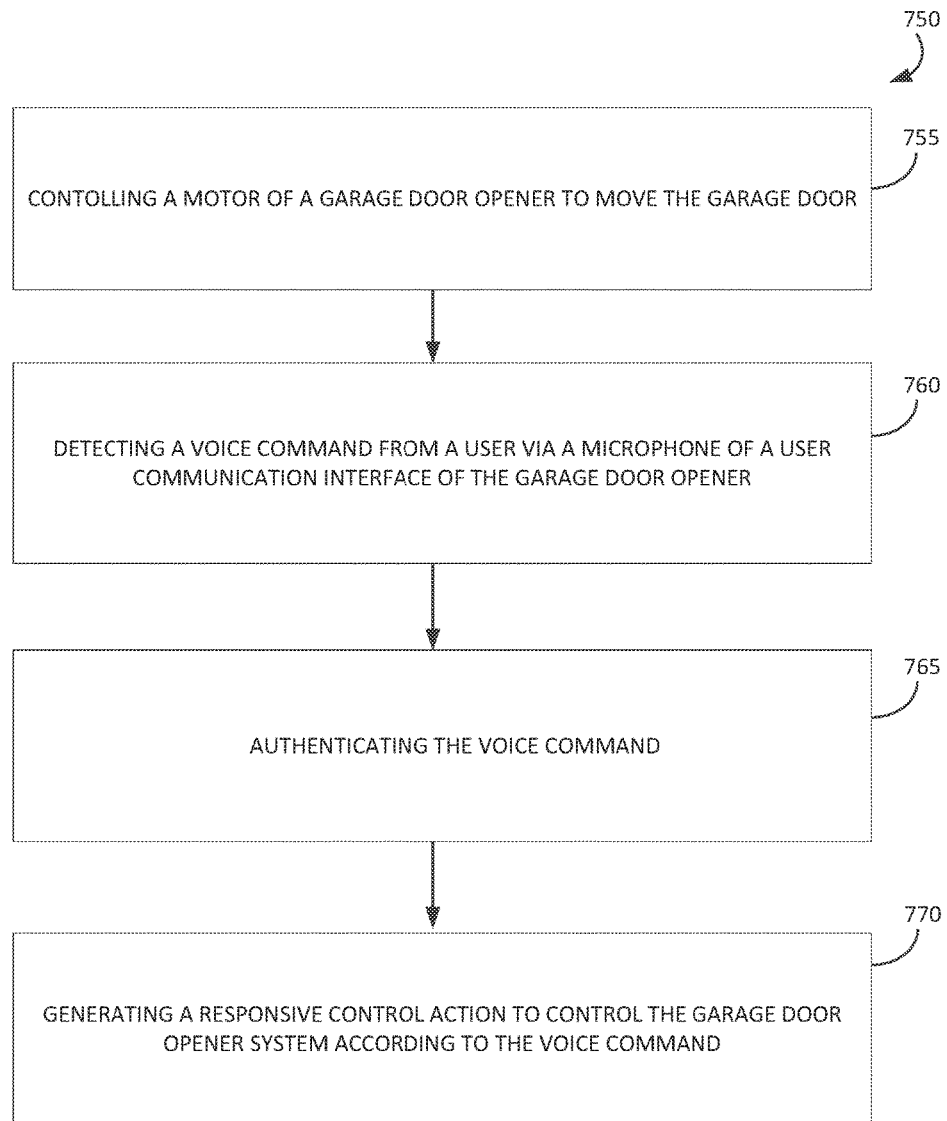 750
755
CONTOLLING A MOTOR OF A GARAGE DOOR OPENER TO MOVE THE GARAGE DOOR
760
DETECTING A VOICE COMMAND FROM A USER VIA A MICROPHONE OF A USER
COMMUNICATION INTERFACE OF THE GARAGE DOOR OPENER
765
AUTHENTICATING THE VOICE COMMAND
770
GENERATING A RESPONSIVE CONTROL ACTION TO CONTROL THE GARAGE DOOR
OPENER SYSTEM ACCORDING TO THE VOICE COMMAND